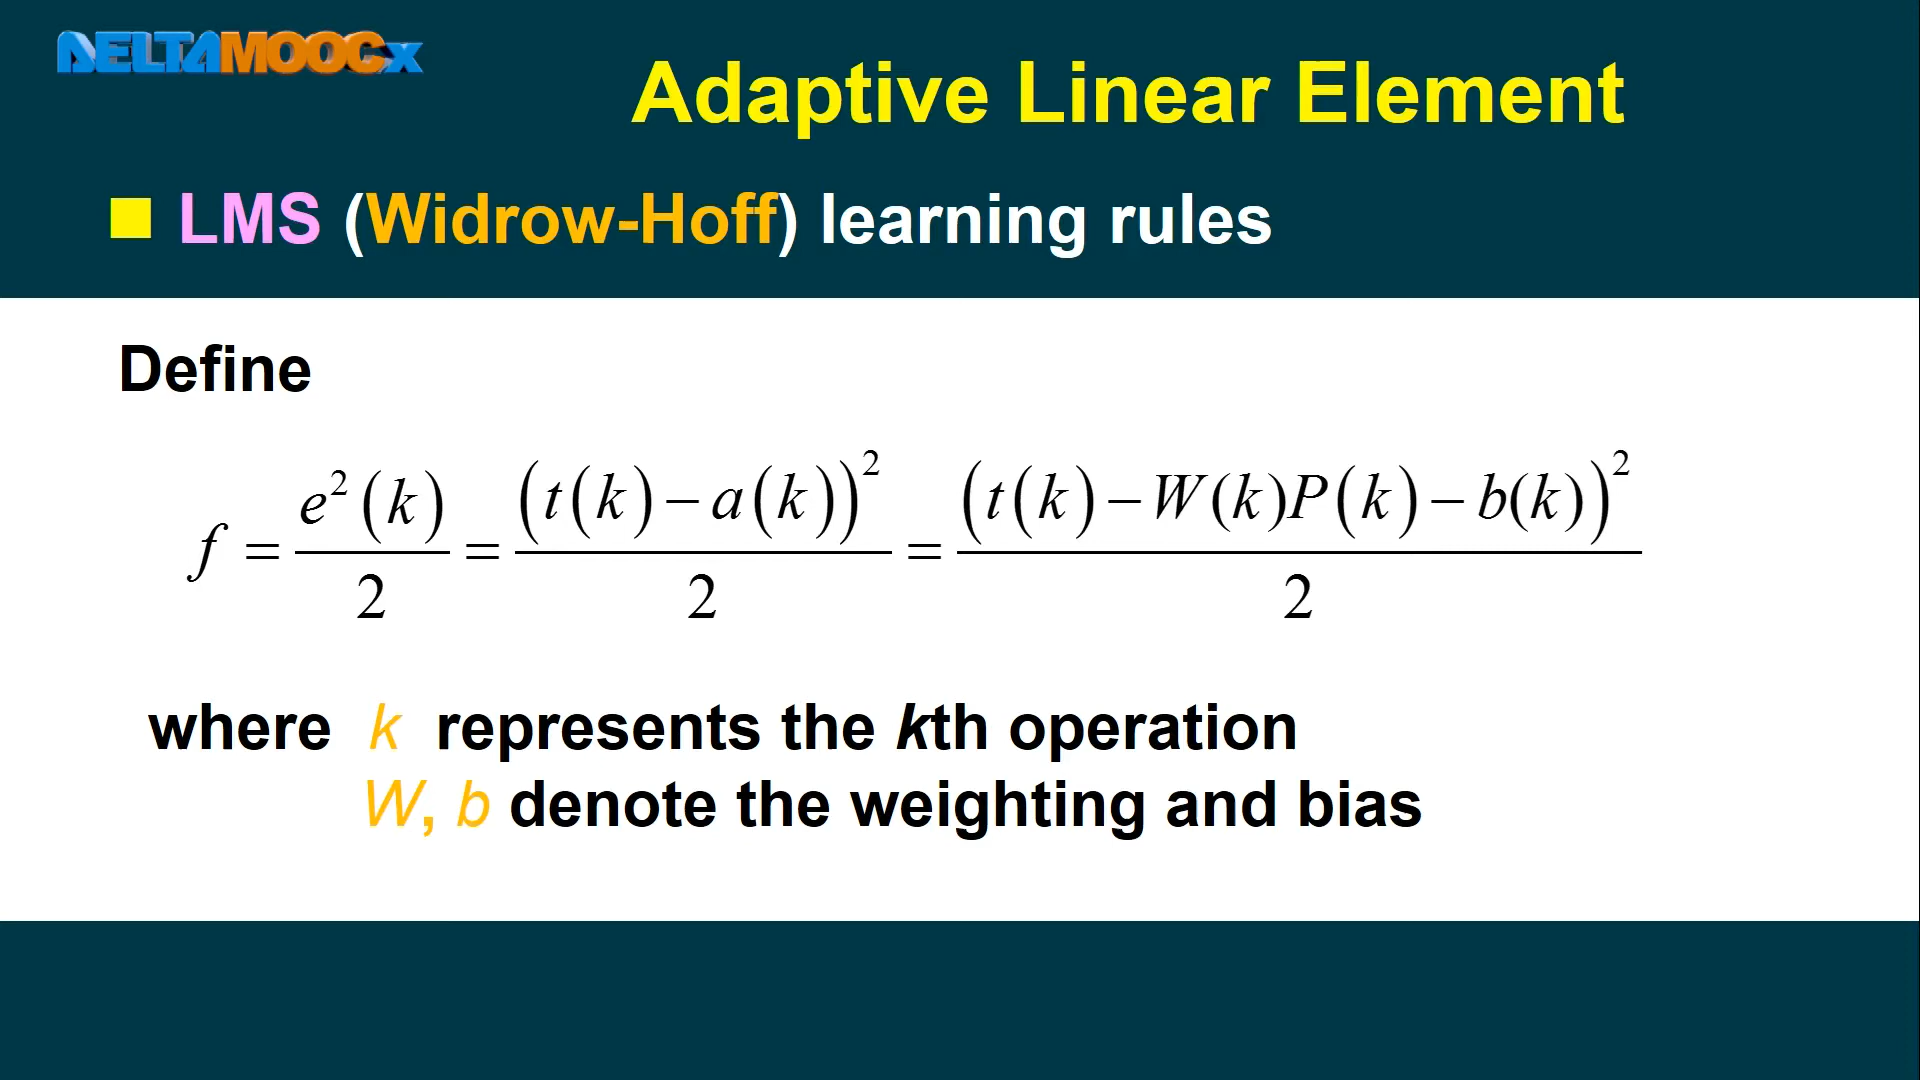 DELTAMOOCx
Adaptive Linear Element
LMS (Widrow-Hoff) learning rules
Define
f = e²(k)/2 = (t(k) − a(k))²/2 = (t(k) − W(k)P(k) − b(k))²/2
where k represents the kth operation
W, b denote the weighting and bias